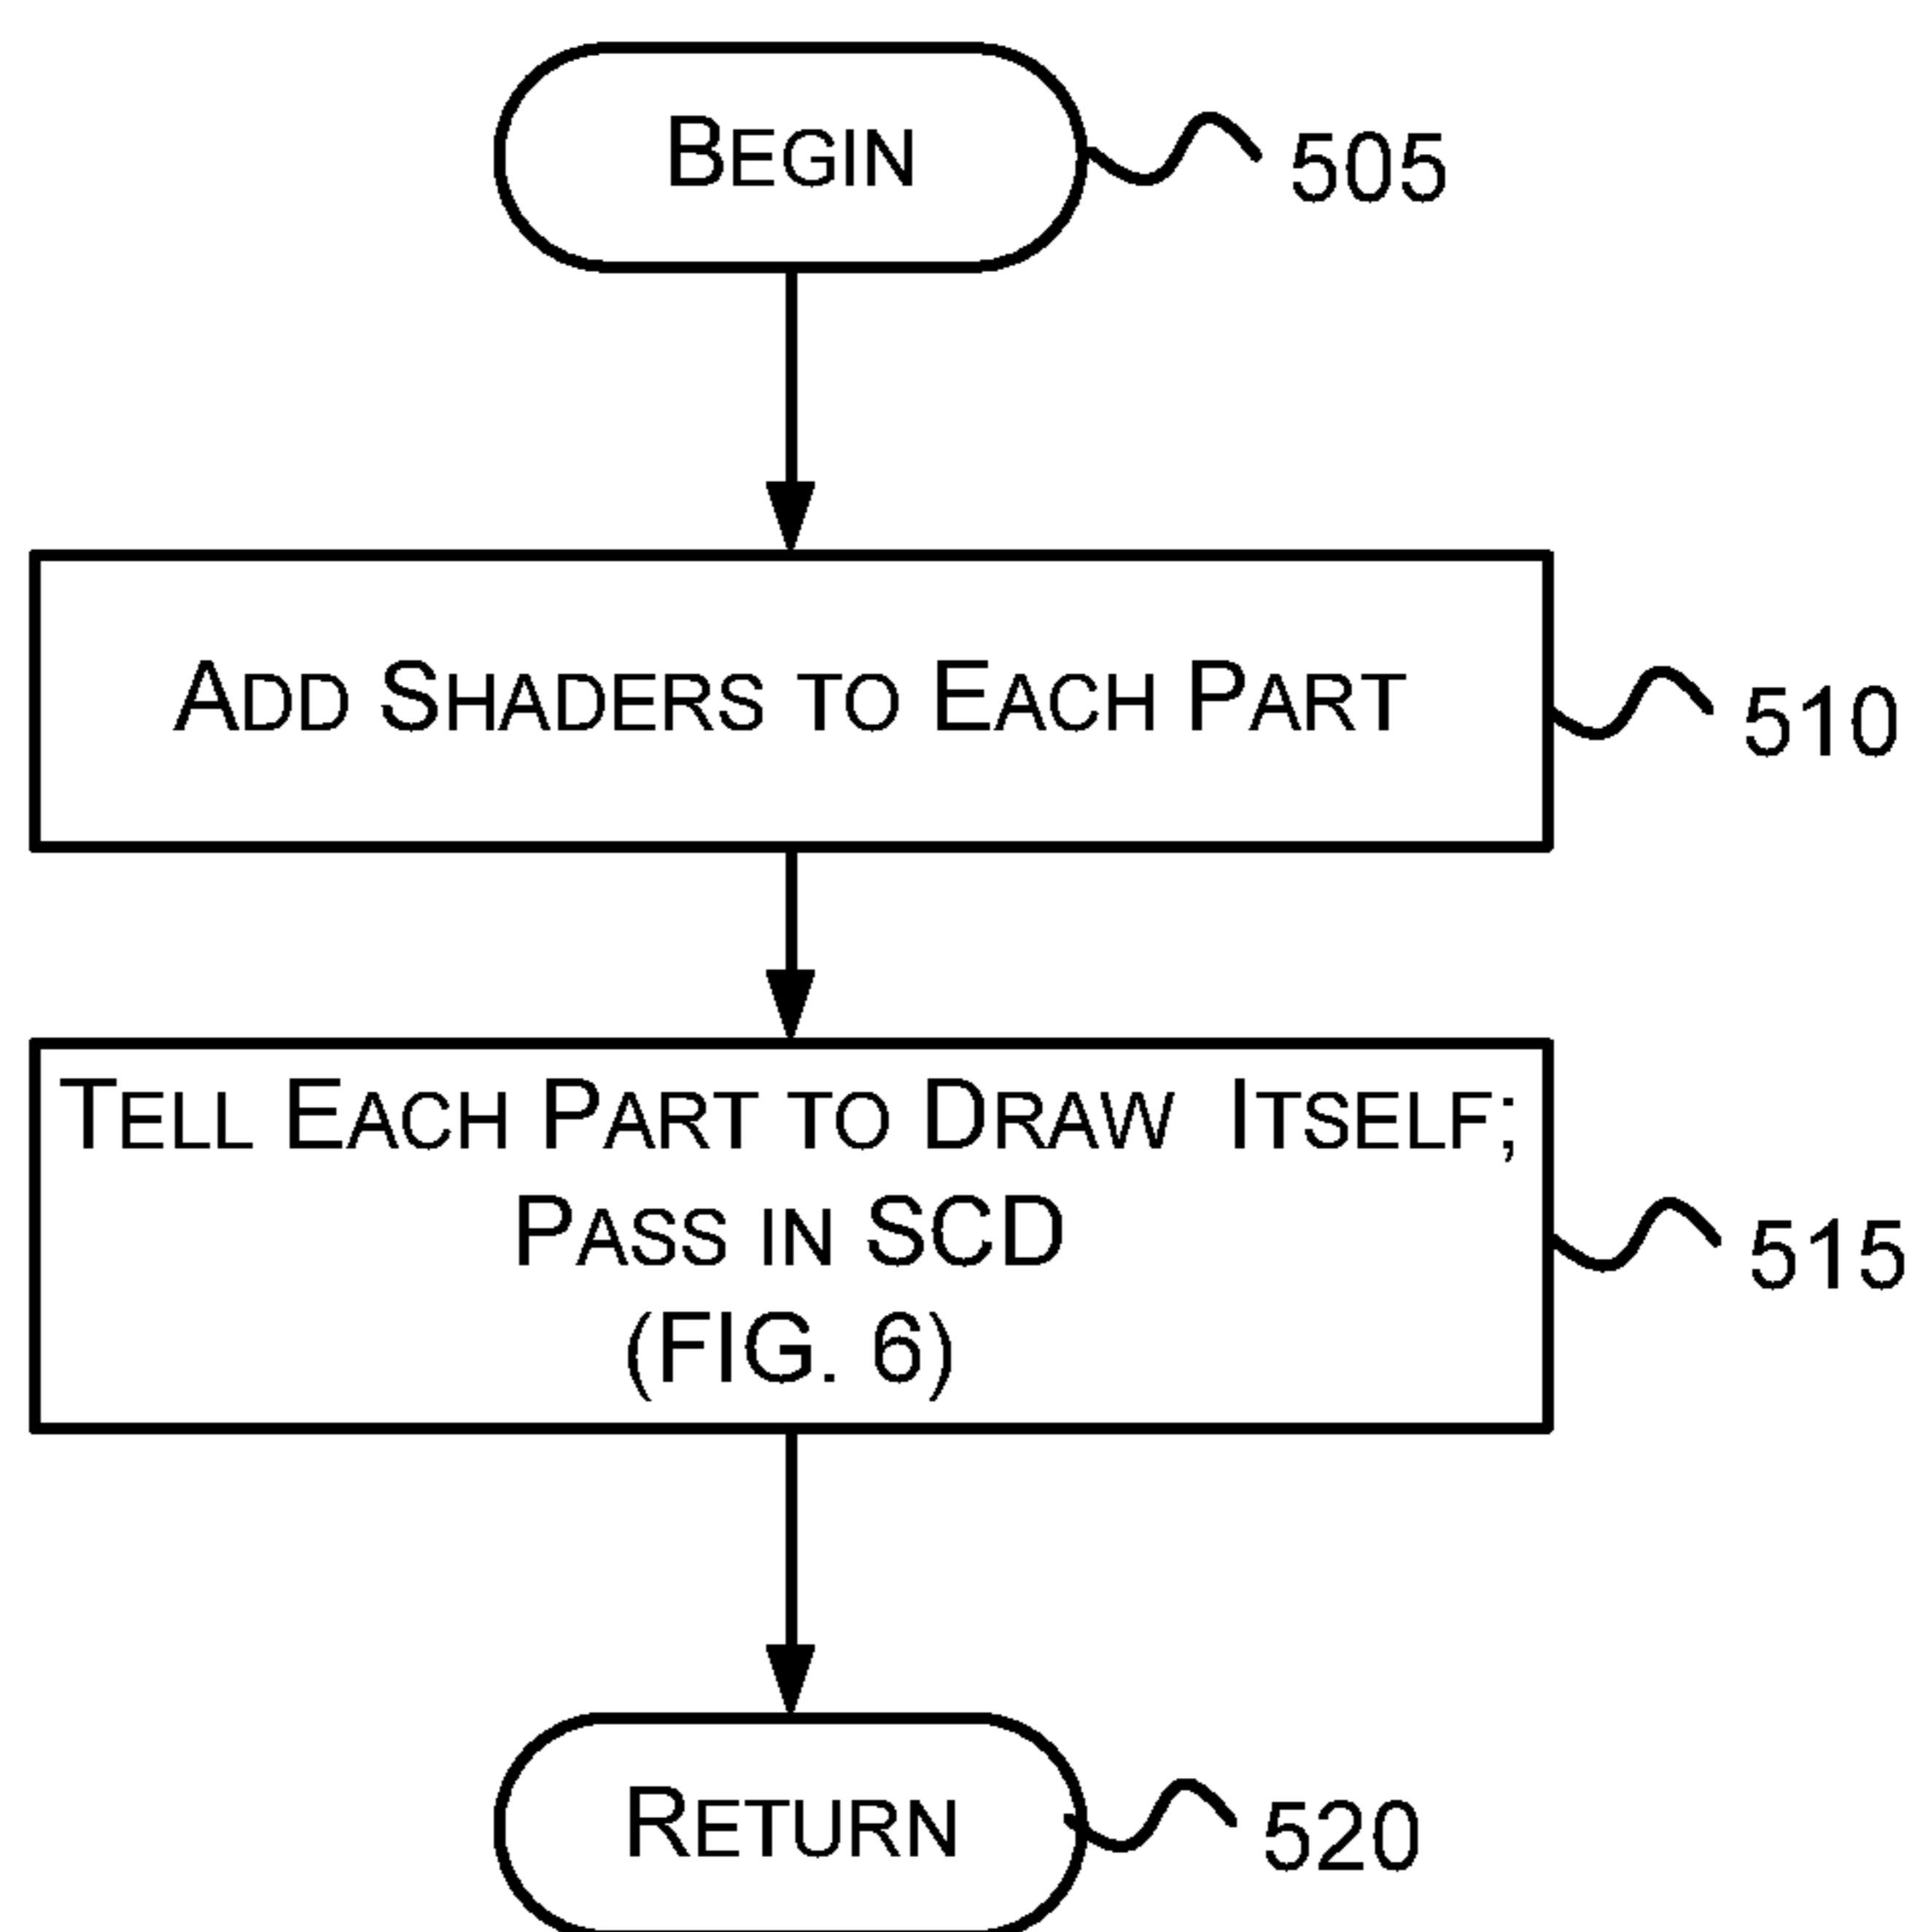 BEGIN
505
ADD SHADERS TO EACH PART
510
TELL EACH PART TO DRAW ITSELF;
PASS IN SCD
(FIG. 6)
515
RETURN
520